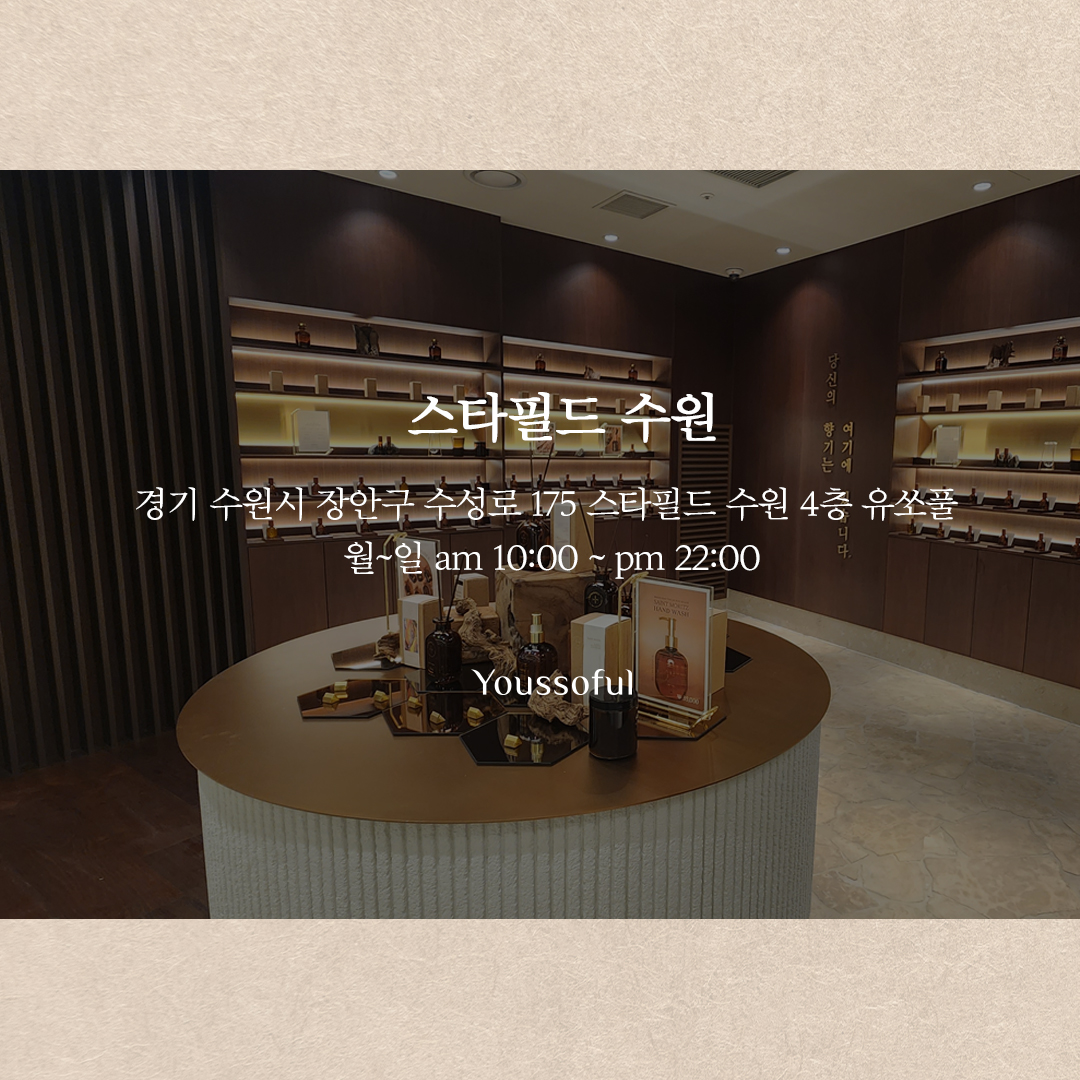 스타필드 수원
경기 수원시 장안구 수성로 175 스타필드 수원 4층 유쏘풀
월~일 am 10:00 ~ pm 22:00
Youssoful
당신의
향기는
여기에
니다.
HAND WASH